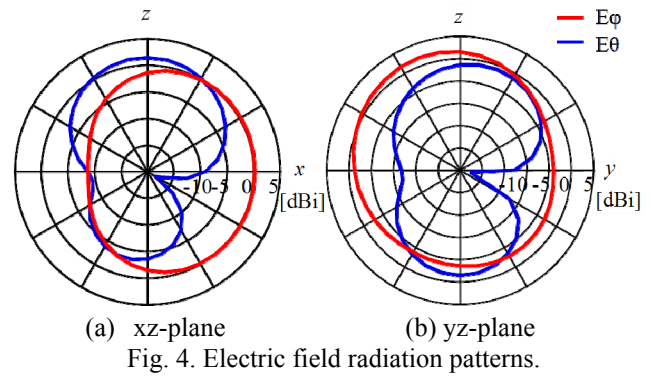 z
z
Eφ
Eθ
x
-10-5 0 5
[dBi]
y
-10-5 0 5
[dBi]
(a) xz-plane
(b) yz-plane
Fig. 4. Electric field radiation patterns.